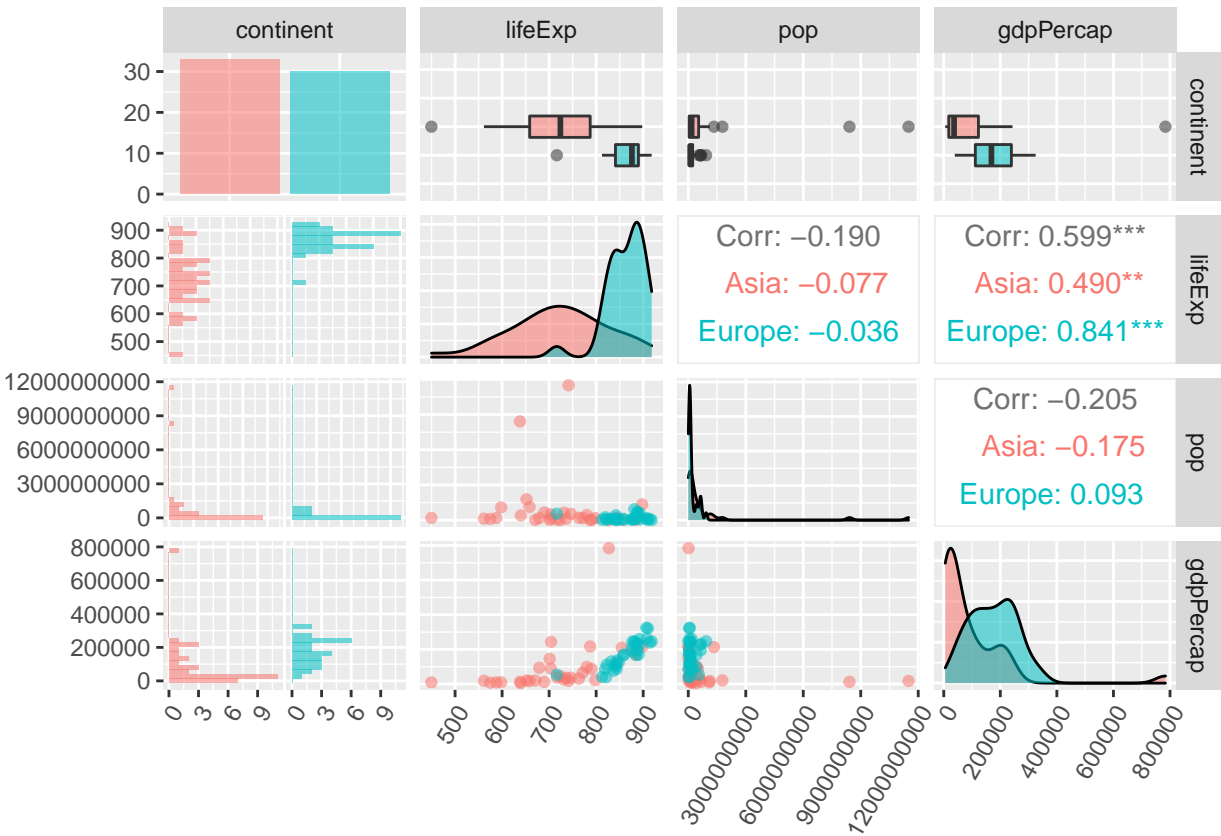 continent lifeExp pop gdpPercap
30
20
10
0
continent
900
800
700
600
500
Corr: −0.190
Asia: −0.077
Europe: −0.036
Corr: 0.599***
Asia: 0.490**
Europe: 0.841***
lifeExp
12000000000
9000000000
6000000000
3000000000
0
Corr: −0.205
Asia: −0.175
Europe: 0.093
pop
800000
600000
400000
200000
0
gdpPercap
0 3 6 9 0 3 6 9 500 600 700 800 900 0 3000000000 6000000000 9000000000 12000000000 0 200000 400000 600000 800000